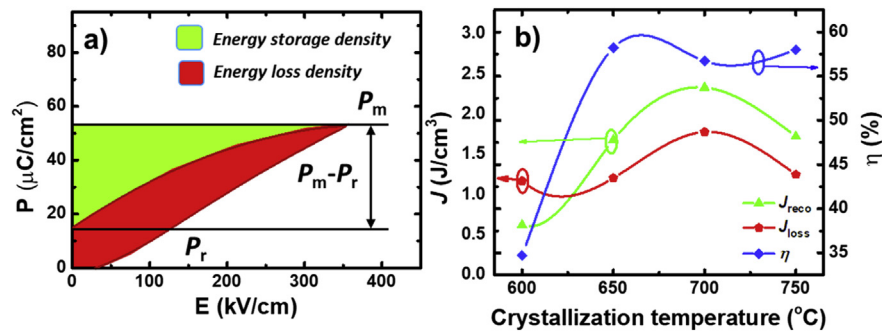 a)
Energy storage density
Energy loss density
Pm
Pm-Pr
Pr
P (μC/cm²)
80
60
40
20
0
0 100 200 300 400
E (kV/cm)
b)
J (J/cm³)
3.0
2.5
2.0
1.5
1.0
0.5
0.0
60
55
50
45
40
35
η (%)
Jreco
Jloss
η
600 650 700 750
Crystallization temperature (°C)